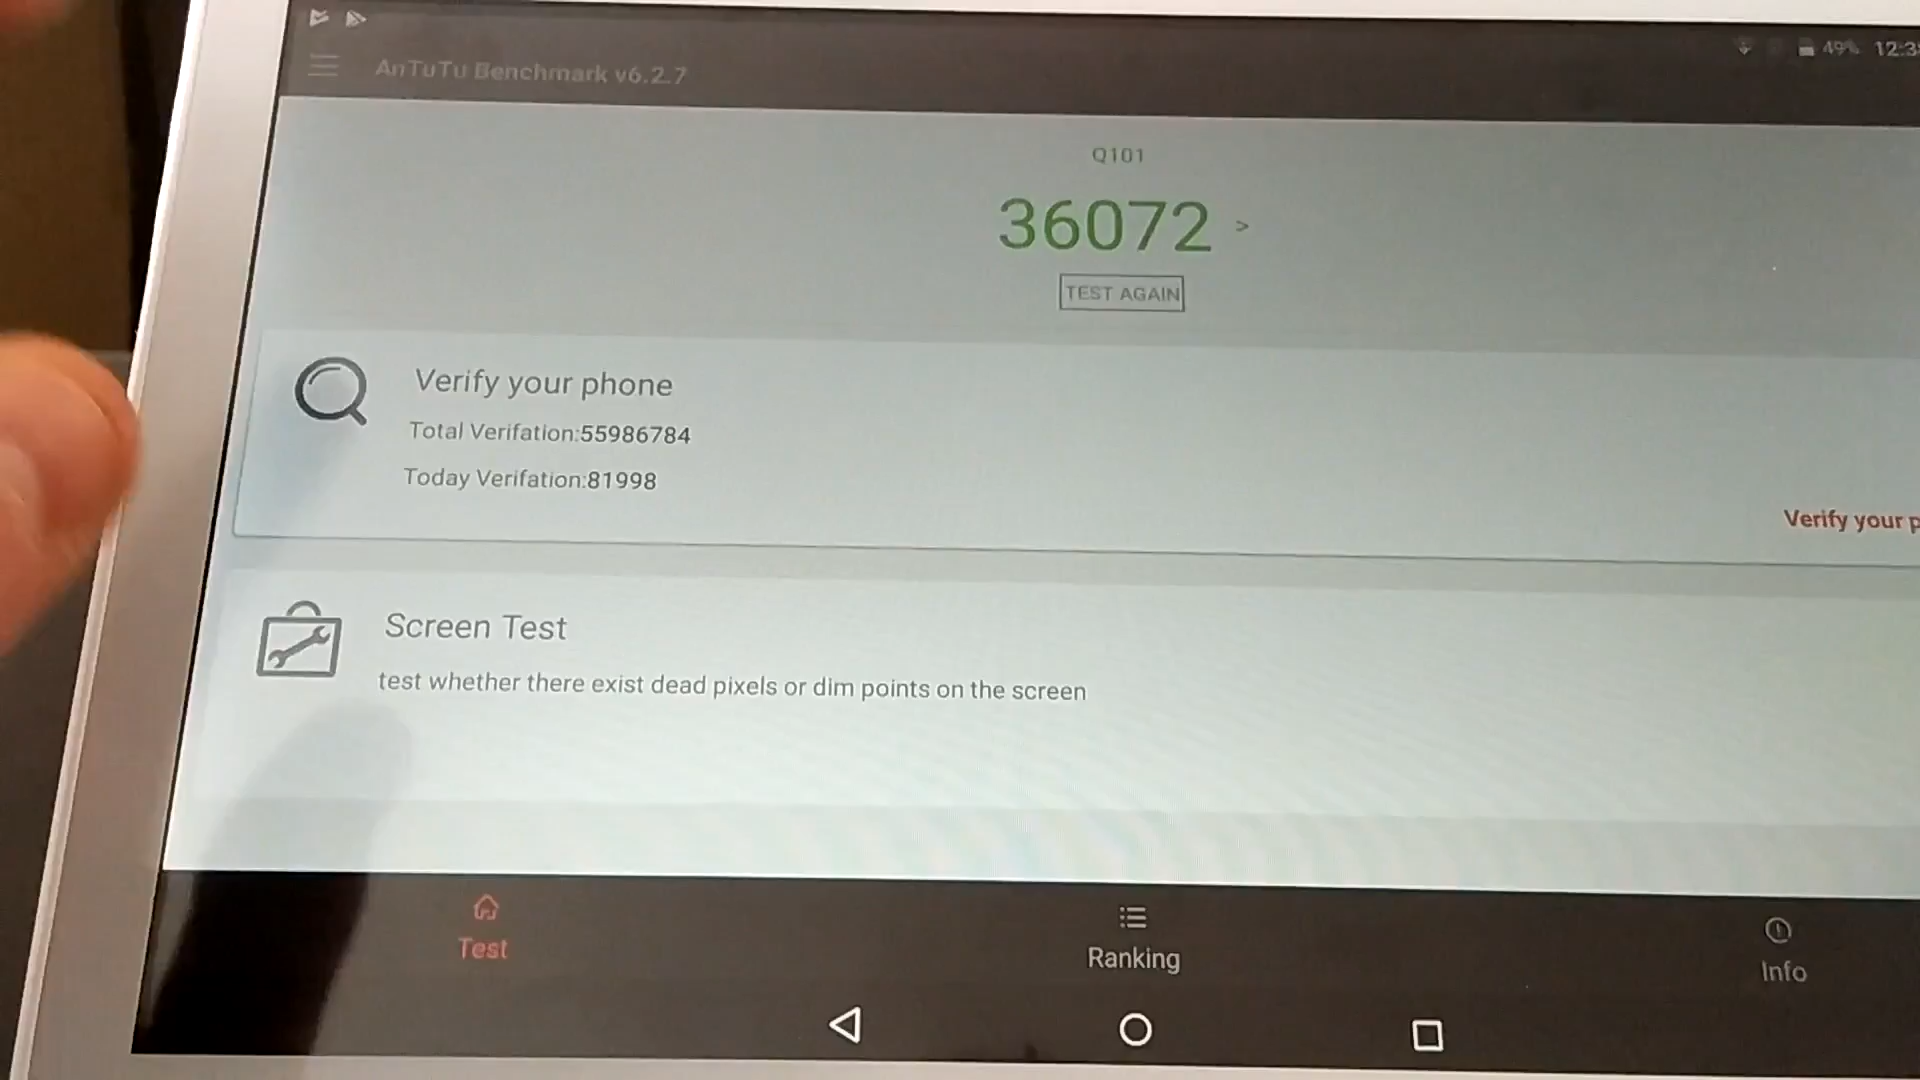 49%
AnTuTu Benchmark v6.2.7
Q101
36072 >
TEST AGAIN
Verify your phone
Total Verifation:55986784
Today Verifation:81998
Verify your
Screen Test
test whether there exist dead pixels or dim points on the screen
Test
Ranking
Info